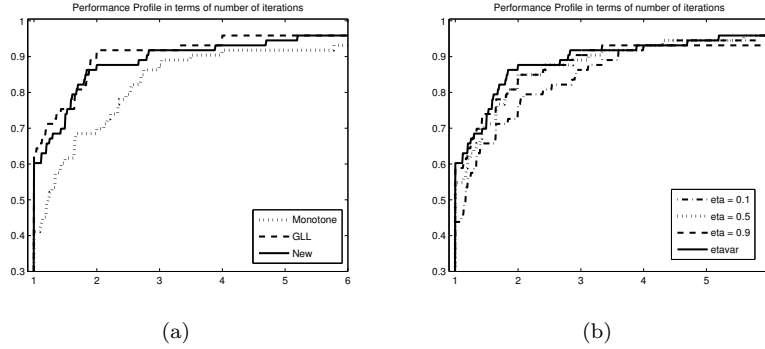 Performance Profile in terms of number of iterations
1
0.9
0.8
0.7
0.6
0.5
0.4
0.3
1 2 3 4 5 6
Monotone
GLL
New
(a)
Performance Profile in terms of number of iterations
1
0.9
0.8
0.7
0.6
0.5
0.4
0.3
1 2 3 4 5
eta = 0.1
eta = 0.5
eta = 0.9
etavar
(b)